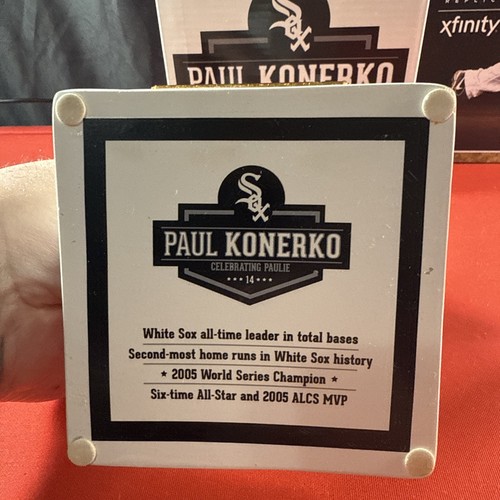 REPLICA
xfinity
Sox
PAUL KONERKO
Sox
PAUL KONERKO
CELEBRATING PAULIE
★★★ 14 ★★★
White Sox all-time leader in total bases
Second-most home runs in White Sox history
★ 2005 World Series Champion ★
Six-time All-Star and 2005 ALCS MVP